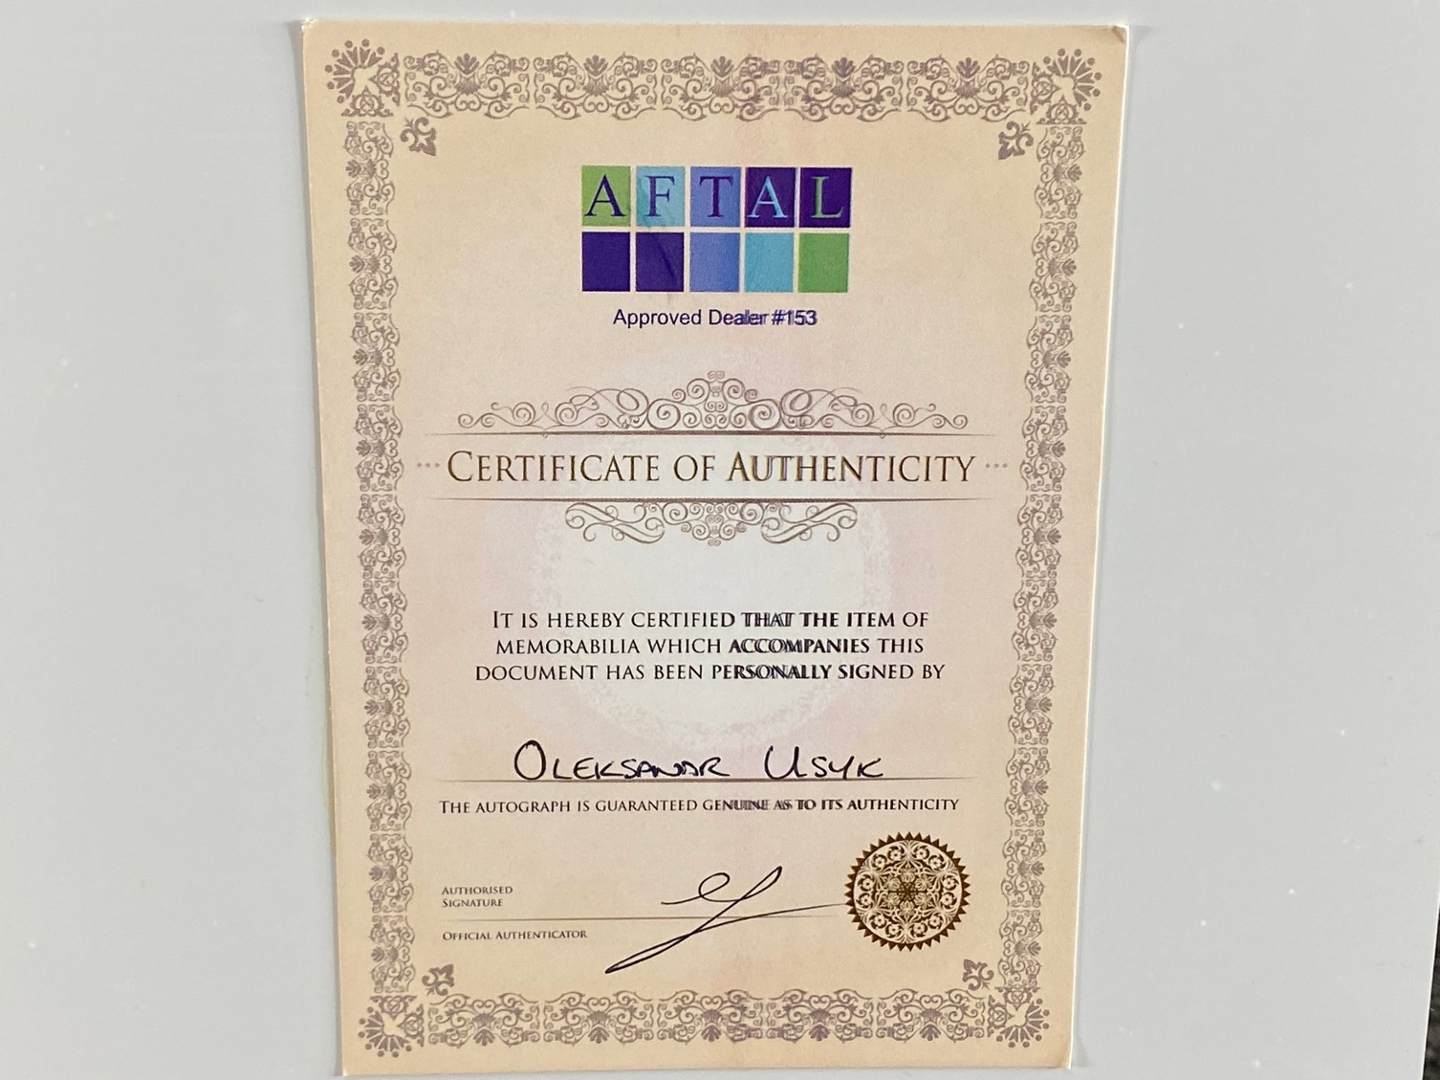 AFTAL
Approved Dealer #153
CERTIFICATE OF AUTHENTICITY
IT IS HEREBY CERTIFIED THAT THE ITEM OF
MEMORABILIA WHICH ACCOMPANIES THIS
DOCUMENT HAS BEEN PERSONALLY SIGNED BY
OLEKSANDR USYK
THE AUTOGRAPH IS GUARANTEED GENUINE AS TO ITS AUTHENTICITY
AUTHORISED
SIGNATURE
OFFICIAL AUTHENTICATOR